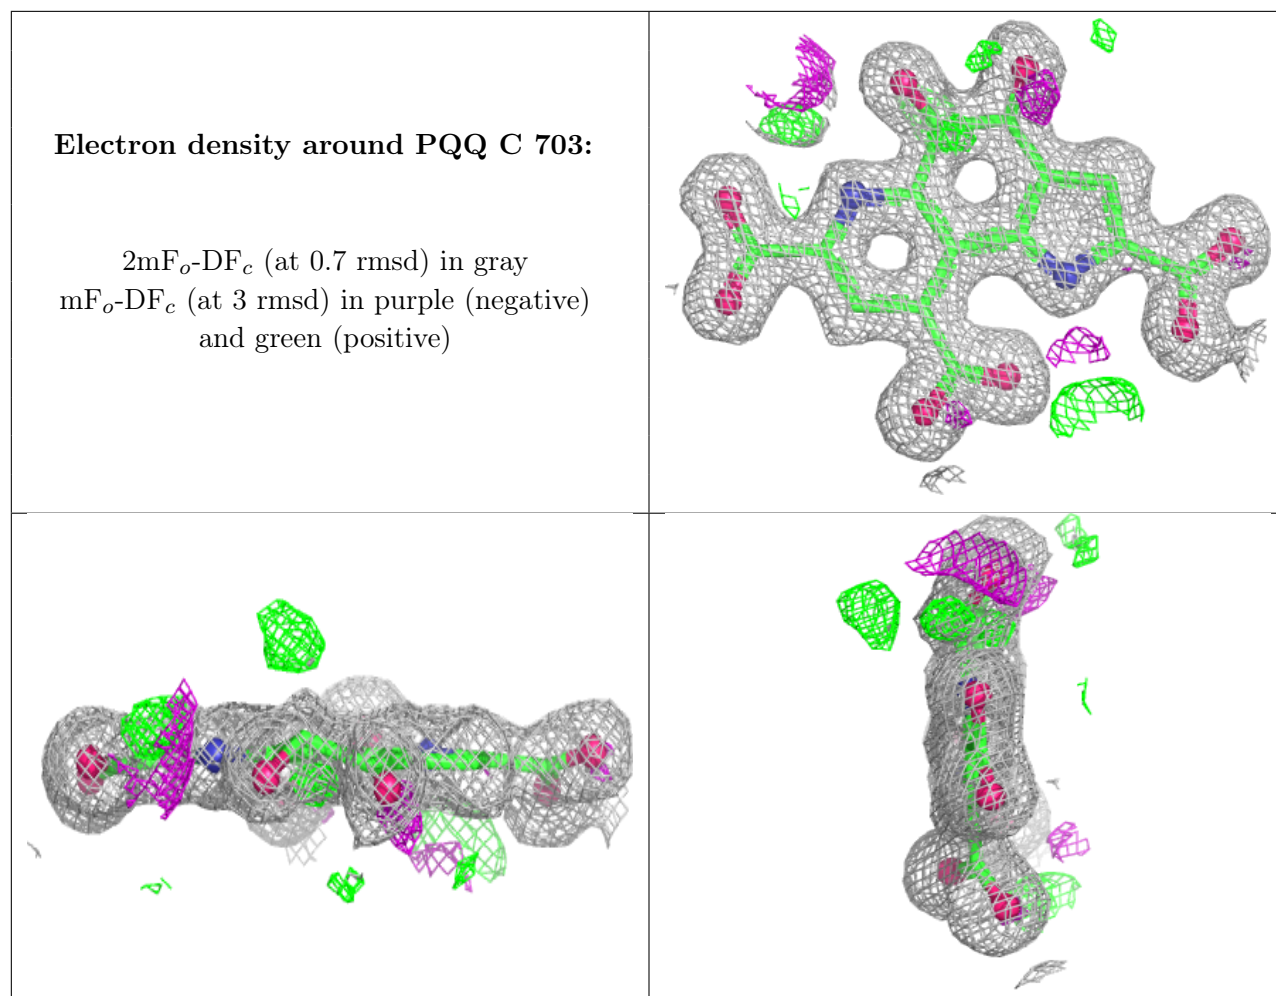 Electron density around PQQ C 703:
2mF_o-DF_c (at 0.7 rmsd) in gray
mF_o-DF_c (at 3 rmsd) in purple (negative)
and green (positive)